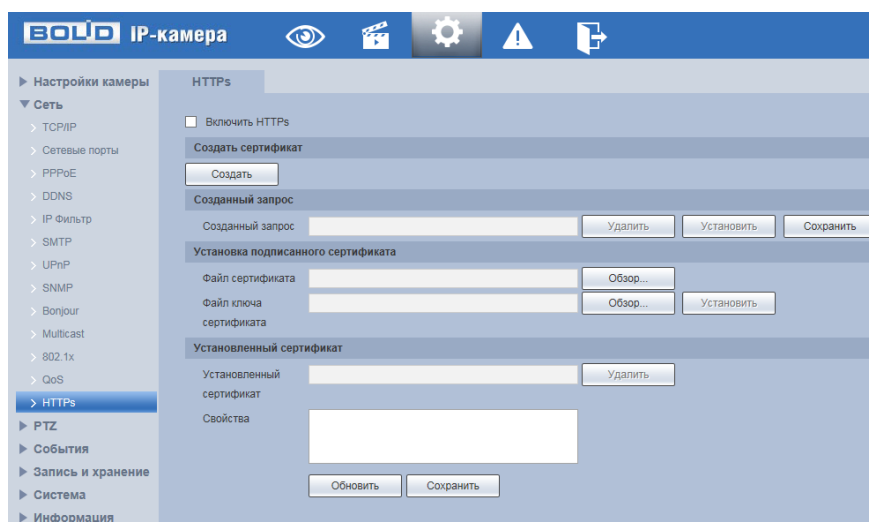 BOLID IP-камера
Настройки камеры
Сеть
TCP/IP
Сетевые порты
PPPoE
DDNS
IP Фильтр
SMTP
UPnP
SNMP
Bonjour
Multicast
802.1x
QoS
HTTPs
PTZ
События
Запись и хранение
Система
Информация
HTTPs
Включить HTTPs
Создать сертификат
Создать
Созданный запрос
Созданный запрос Удалить Установить Сохранить
Установка подписанного сертификата
Файл сертификата Обзор...
Файл ключа Обзор... Установить
сертификата
Установленный сертификат
Установленный Удалить
сертификат
Свойства
Обновить Сохранить